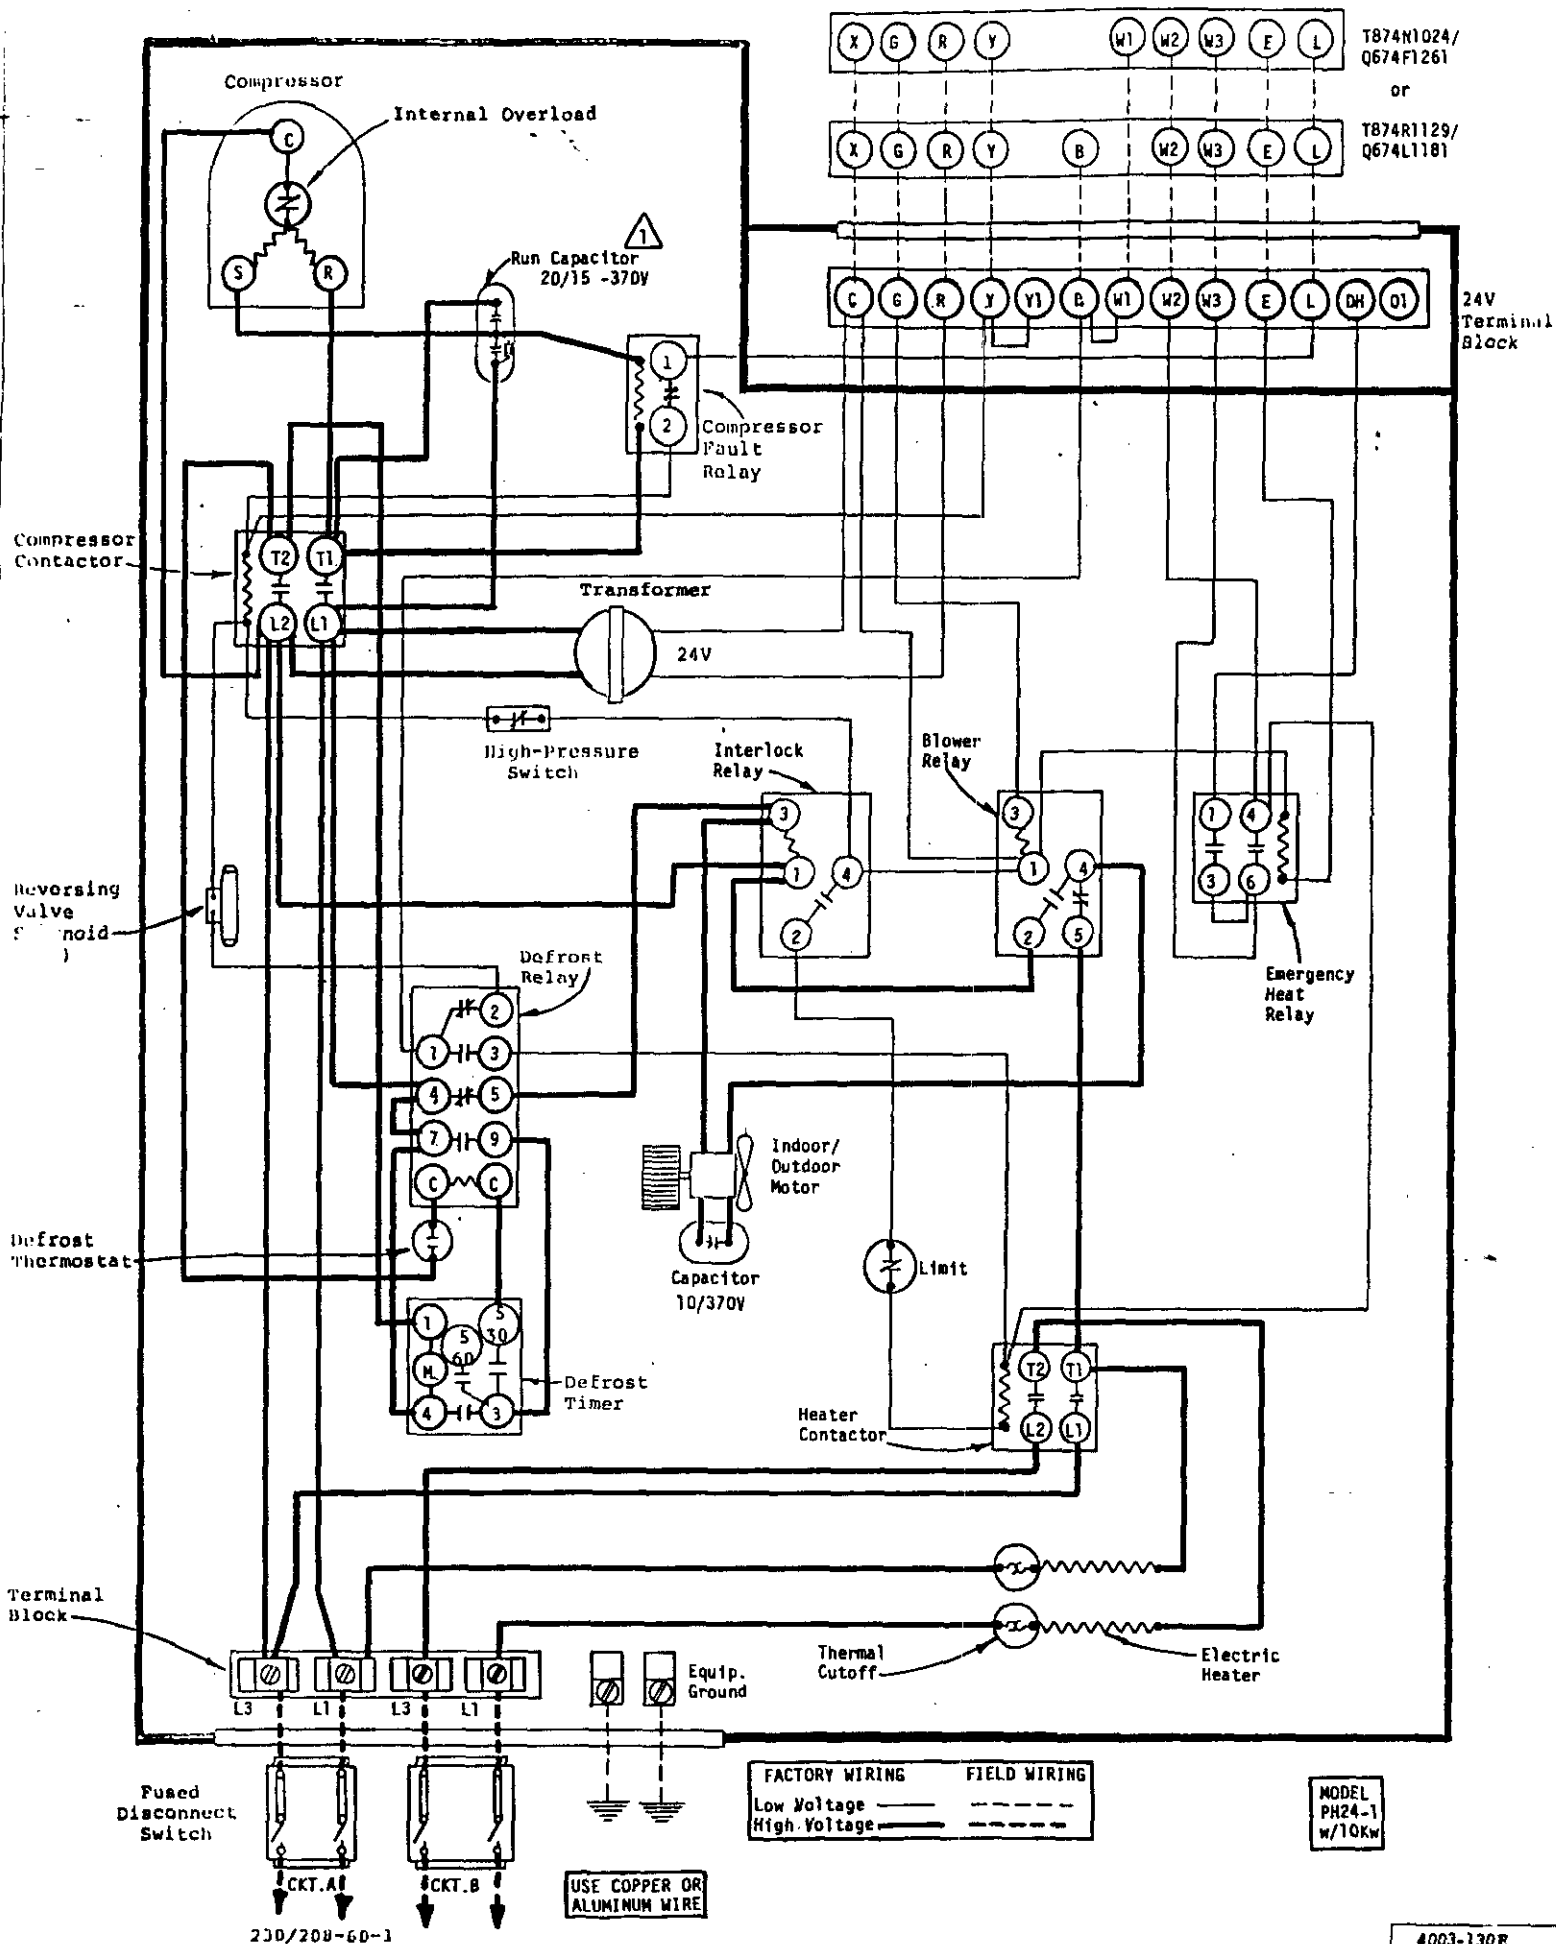 X G R Y W1 W2 W3 E L
T874N1024/
Q674F1261
or
X G R Y B W2 W3 E L
T874R1129/
Q674L1181
C G R Y Y1 B W1 W2 W3 E L DH O1
24V
Terminal
Block
Compressor
Internal Overload
C
S R
1
Run Capacitor
20/15 -370V
1
2
Compressor
Fault
Relay
Compressor
Contactor
T2 T1
L2 L1
Transformer
24V
High-Pressure
Switch
Interlock
Relay
3
1 4
2
Blower
Relay
3
1 4
2 5
1 4
3 6
Emergency
Heat
Relay
Reversing
Valve
Defrost
Relay
2
1 3
4 5
7 9
C C
Indoor/
Outdoor
Motor
Capacitor
10/370V
Defrost
Thermostat
1 5 60 5 30
M
4 3
Defrost
Timer
Limit
T2 T1
L2 L1
Heater
Contactor
Thermal
Cutoff
Electric
Heater
Terminal
Block
L3 L1 L3 L1
Equip.
Ground
Fused
Disconnect
Switch
CKT.A CKT.B
230/208-60-1
USE COPPER OR
ALUMINUM WIRE
FACTORY WIRING FIELD WIRING
Low Voltage
High Voltage
MODEL
PH24-1
w/10Kw
4003-130E